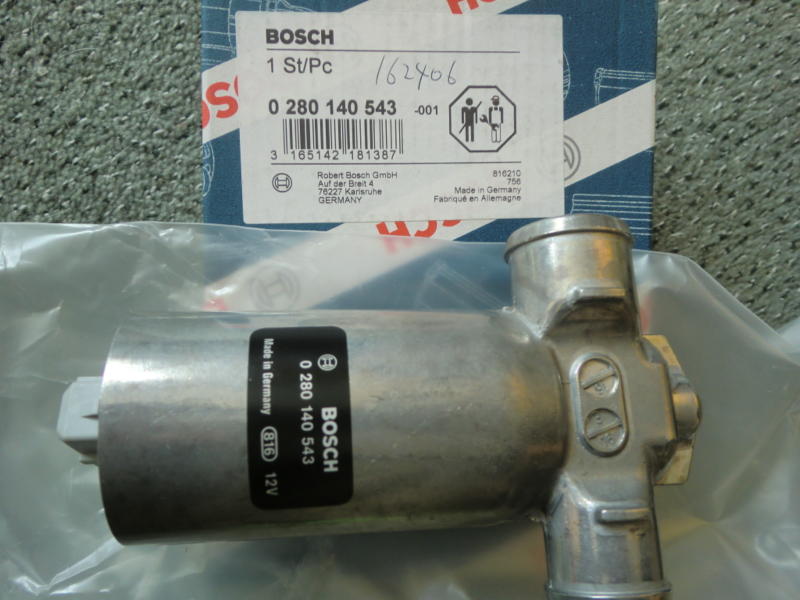 BOSCH
1 St/Pc
162406
0 280 140 543 -001
3 165142 181387
Robert Bosch GmbH
Auf der Breit 4
76227 Karlsruhe
GERMANY
816210
756
Made in Germany
Fabriqué en Allemagne
BOSCH
0 280 140 543
Made in Germany
816
12V